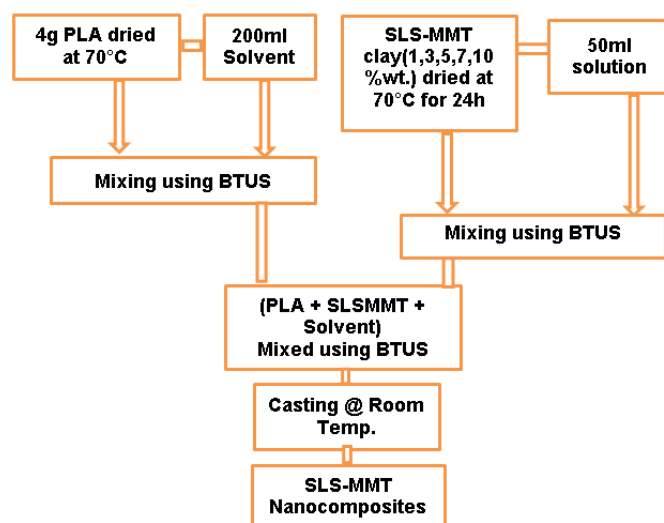 4g PLA dried
at 70°C
200ml
Solvent
SLS-MMT
clay(1,3,5,7,10
%wt.) dried at
70°C for 24h
50ml
solution
Mixing using BTUS
Mixing using BTUS
(PLA + SLSMMT +
Solvent)
Mixed using BTUS
Casting @ Room
Temp.
SLS-MMT
Nanocomposites